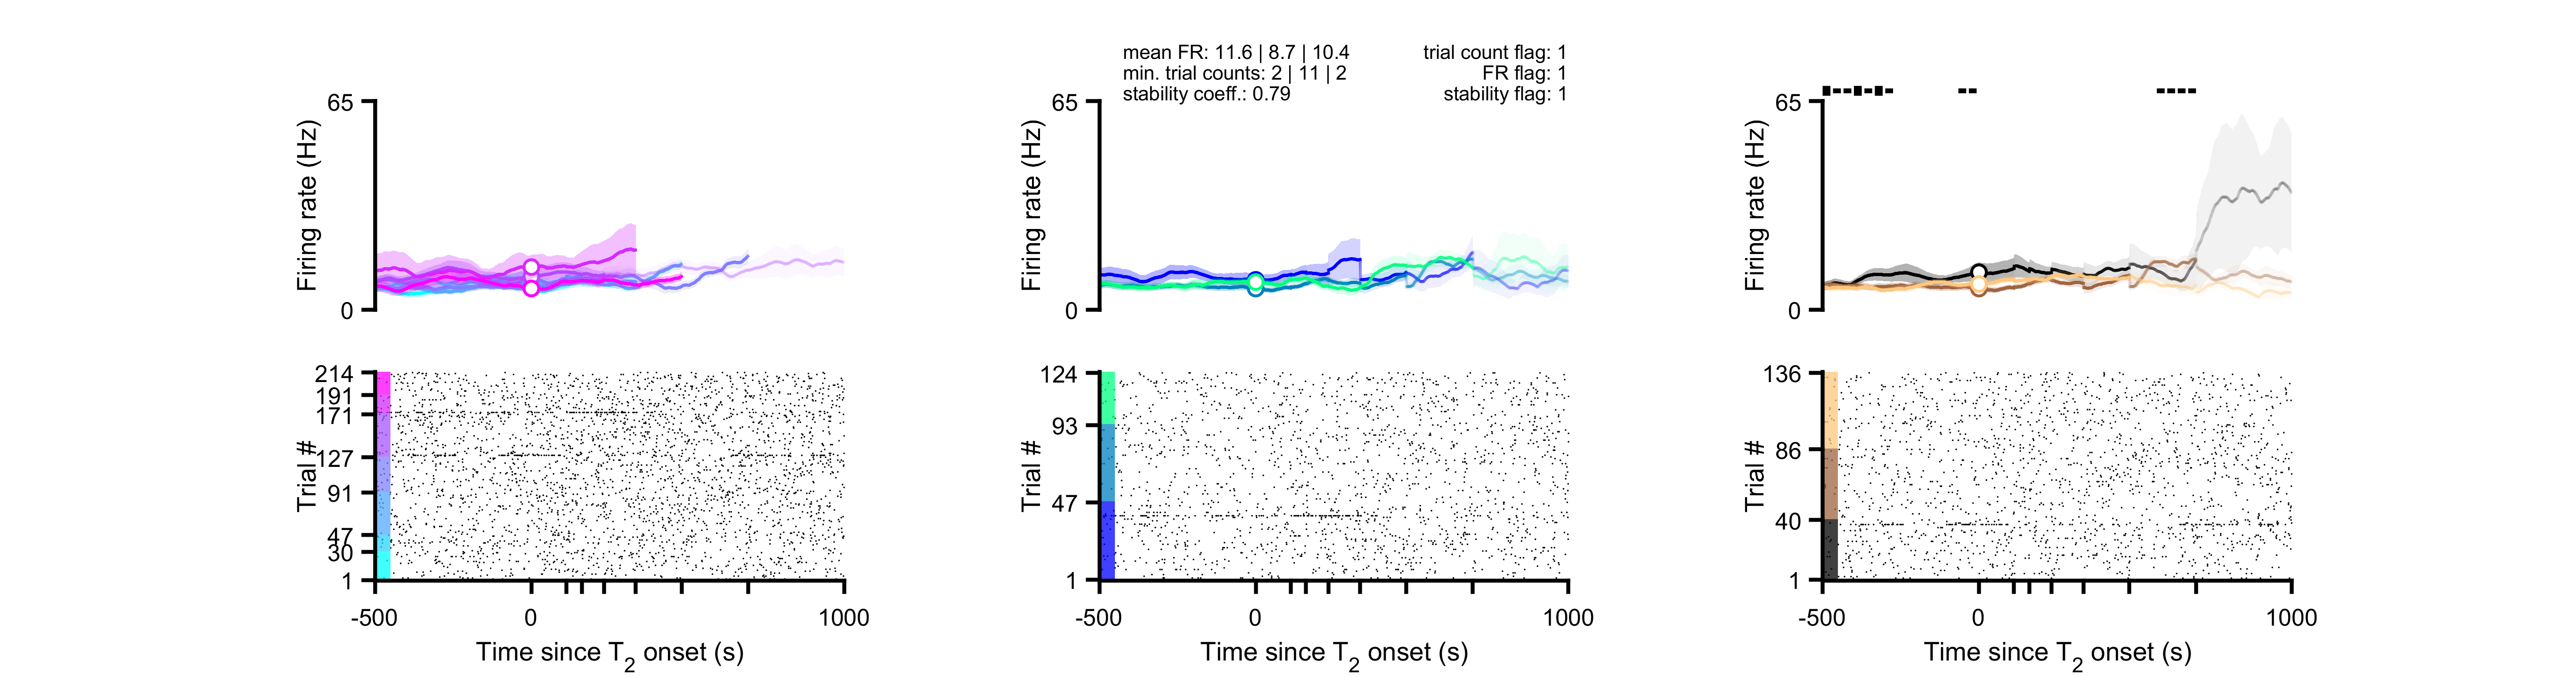 mean FR: 11.6 | 8.7 | 10.4
min. trial counts: 2 | 11 | 2
stability coeff.: 0.79
trial count flag: 1
FR flag: 1
stability flag: 1
65
0
Firing rate (Hz)
65
0
Firing rate (Hz)
65
0
Firing rate (Hz)
214
191
171
127
91
47
30
1
Trial #
-500
0
1000
Time since T2 onset (s)
124
93
47
1
Trial #
-500
0
1000
Time since T2 onset (s)
136
86
40
1
Trial #
-500
0
1000
Time since T2 onset (s)